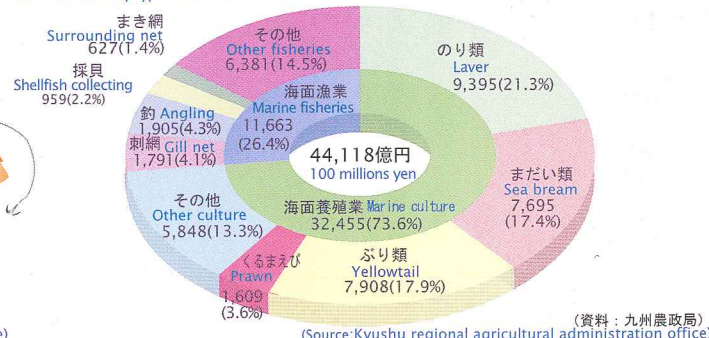 まき網
Surrounding net
627(1.4%)
採貝
Shellfish collecting
959(2.2%)
釣 Angling
1,905(4.3%)
刺網 Gill net
1,791(4.1%)
その他
Other fisheries
6,381(14.5%)
海面漁業
Marine fisheries
11,663
(26.4%)
のり類
Laver
9,395(21.3%)
まだい類
Sea bream
7,695
(17.4%)
44,118億円
100 millions yen
海面養殖業 Marine culture
32,455(73.6%)
その他
Other culture
5,848(13.3%)
くるまえび
Prawn
1,609
(3.6%)
ぶり類
Yellowtail
7,908(17.9%)
(資料：九州農政局)
(Source:Kyushu regional agricultural administration office)